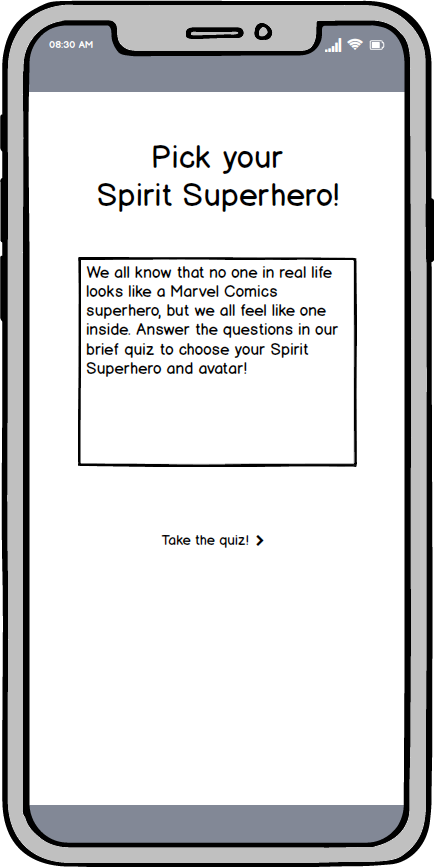 08:30 AM
Pick your
Spirit Superhero!
We all know that no one in real life
looks like a Marvel Comics
superhero, but we all feel like one
inside. Answer the questions in our
brief quiz to choose your Spirit
Superhero and avatar!
Take the quiz!